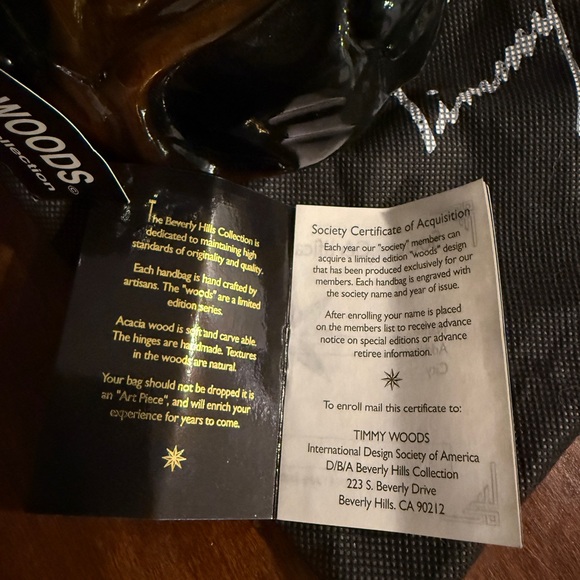 WOODS®
llection
Timmy
The Beverly Hills Collection is
dedicated to maintaining high
standards of originality and quality.
Each handbag is hand crafted by
artisans. The "woods" are a limited
edition series.
Acacia wood is soft and carve able.
The hinges are handmade. Textures
in the woods are natural.
Your bag should not be dropped it is
an "Art Piece", and will enrich your
experience for years to come.
Society Certificate of Acquisition
Each year our "society" members can
acquire a limited edition "woods" design
that has been produced exclusively for our
members. Each handbag is engraved with
the society name and year of issue.
After enrolling your name is placed
on the members list to receive advance
notice on special editions or advance
retiree information.
To enroll mail this certificate to:
TIMMY WOODS
International Design Society of America
D/B/A Beverly Hills Collection
223 S. Beverly Drive
Beverly Hills. CA 90212